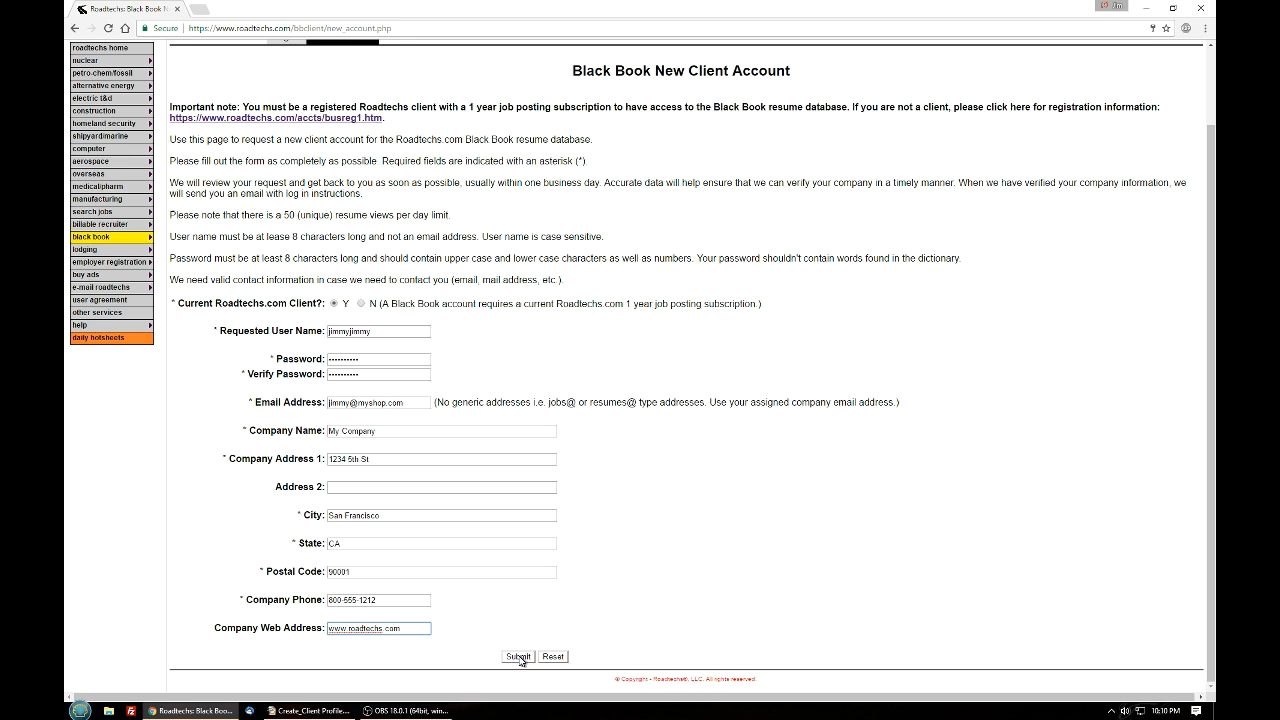 Roadtechs: Black Book N
Jim
Secure
https://www.roadtechs.com/bbclient/new_account.php
roadtechs home
nuclear
petro-chem/fossil
alternative energy
electric t&d
construction
homeland security
shipyard/marine
computer
aerospace
overseas
medical/pharm
manufacturing
search jobs
billable recruiter
black book
lodging
employer registration
buy ads
e-mail roadtechs
user agreement
other services
help
daily hotsheets
Black Book New Client Account
Important note: You must be a registered Roadtechs client with a 1 year job posting subscription to have access to the Black Book resume database. If you are not a client, please click here for registration information:
https://www.roadtechs.com/accts/busreg1.htm.
Use this page to request a new client account for the Roadtechs.com Black Book resume database.
Please fill out the form as completely as possible. Required fields are indicated with an asterisk (*).
We will review your request and get back to you as soon as possible, usually within one business day. Accurate data will help ensure that we can verify your company in a timely manner. When we have verified your company information, we
will send you an email with log in instructions.
Please note that there is a 50 (unique) resume views per day limit.
User name must be at lease 8 characters long and not an email address. User name is case sensitive.
Password must be at least 8 characters long and should contain upper case and lower case characters as well as numbers. Your password shouldn't contain words found in the dictionary.
We need valid contact information in case we need to contact you (email, mail address, etc.).
* Current Roadtechs.com Client?: Y N (A Black Book account requires a current Roadtechs.com 1 year job posting subscription.)
* Requested User Name: jimmyjimmy
* Password: ••••••••••
* Verify Password: ••••••••••
* Email Address: jimmy@myshop.com (No generic addresses i.e. jobs@ or resumes@ type addresses. Use your assigned company email address.)
* Company Name: My Company
* Company Address 1: 1234 5th St
Address 2:
* City: San Francisco
* State: CA
* Postal Code: 90001
* Company Phone: 800-555-1212
Company Web Address: www.roadtechs.com
Submit Reset
© Copyright - Roadtechs®, LLC. All rights reserved.
Roadtechs: Black Boo...
Create_Client Profile...
OBS 18.0.1 (64bit, win...
10:10 PM